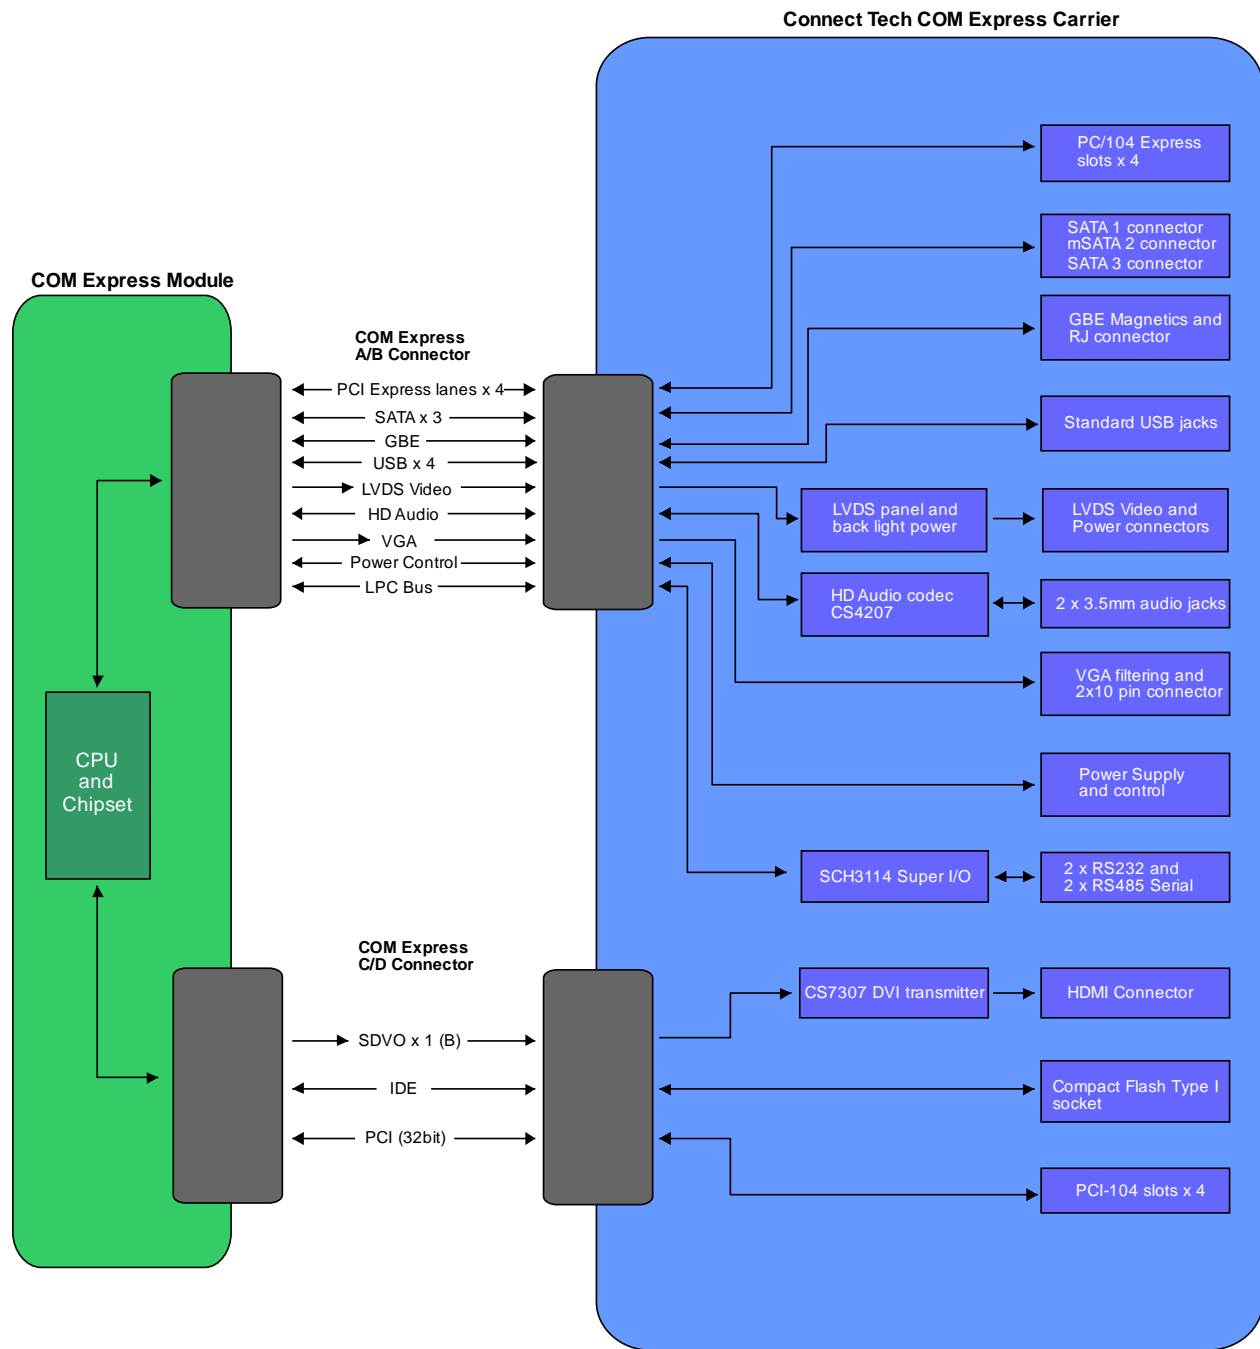 Connect Tech COM Express Carrier
PC/104 Express
slots x 4
SATA 1 connector
mSATA 2 connector
SATA 3 connector
COM Express Module
GBE Magnetics and
RJ connector
COM Express
A/B Connector
PCI Express lanes x 4
SATA x 3
GBE
USB x 4
LVDS Video
HD Audio
VGA
Power Control
LPC Bus
Standard USB jacks
LVDS panel and
back light power
LVDS Video and
Power connectors
HD Audio codec
CS4207
2 x 3.5mm audio jacks
VGA filtering and
2x10 pin connector
CPU
and
Chipset
Power Supply
and control
SCH3114 Super I/O
2 x RS232 and
2 x RS485 Serial
COM Express
C/D Connector
SDVO x 1 (B)
IDE
PCI (32bit)
CS7307 DVI transmitter
HDMI Connector
Compact Flash Type I
socket
PCI-104 slots x 4